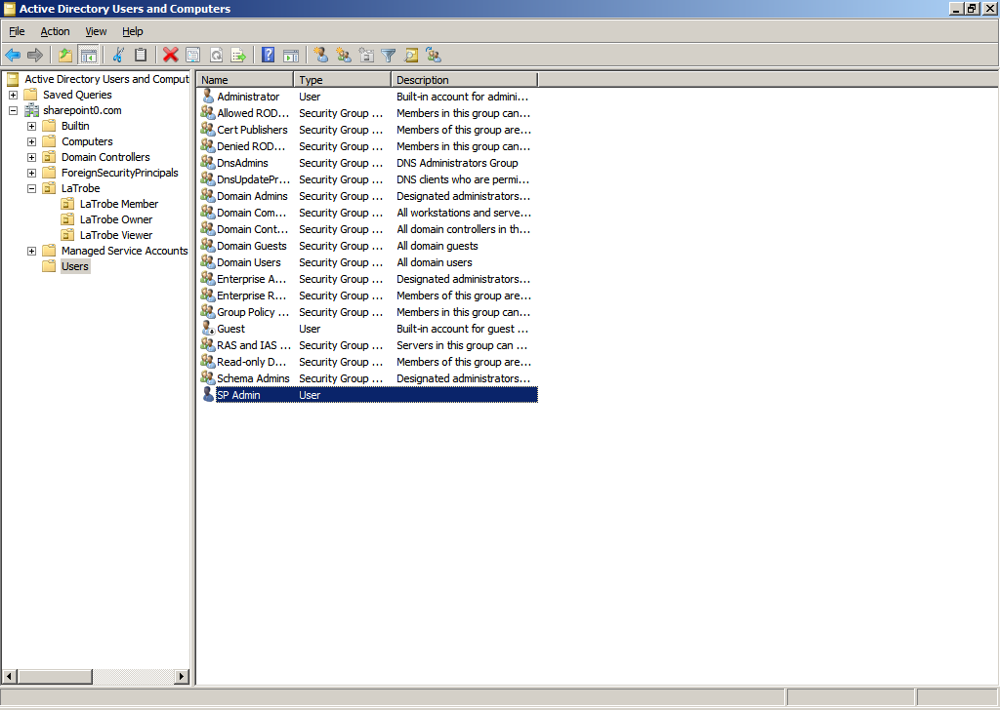 Active Directory Users and Computers
File Action View Help
Active Directory Users and Comput
Saved Queries
sharepoint0.com
Builtin
Computers
Domain Controllers
ForeignSecurityPrincipals
LaTrobe
LaTrobe Member
LaTrobe Owner
LaTrobe Viewer
Managed Service Accounts
Users
Name Type Description
Administrator User Built-in account for admini...
Allowed ROD... Security Group ... Members in this group can...
Cert Publishers Security Group ... Members of this group are...
Denied ROD... Security Group ... Members in this group can...
DnsAdmins Security Group ... DNS Administrators Group
DnsUpdatePr... Security Group ... DNS clients who are permi...
Domain Admins Security Group ... Designated administrators...
Domain Com... Security Group ... All workstations and serve...
Domain Cont... Security Group ... All domain controllers in th...
Domain Guests Security Group ... All domain guests
Domain Users Security Group ... All domain users
Enterprise A... Security Group ... Designated administrators...
Enterprise R... Security Group ... Members of this group are...
Group Policy ... Security Group ... Members in this group can...
Guest User Built-in account for guest ...
RAS and IAS ... Security Group ... Servers in this group can ...
Read-only D... Security Group ... Members of this group are...
Schema Admins Security Group ... Designated administrators...
SP Admin User